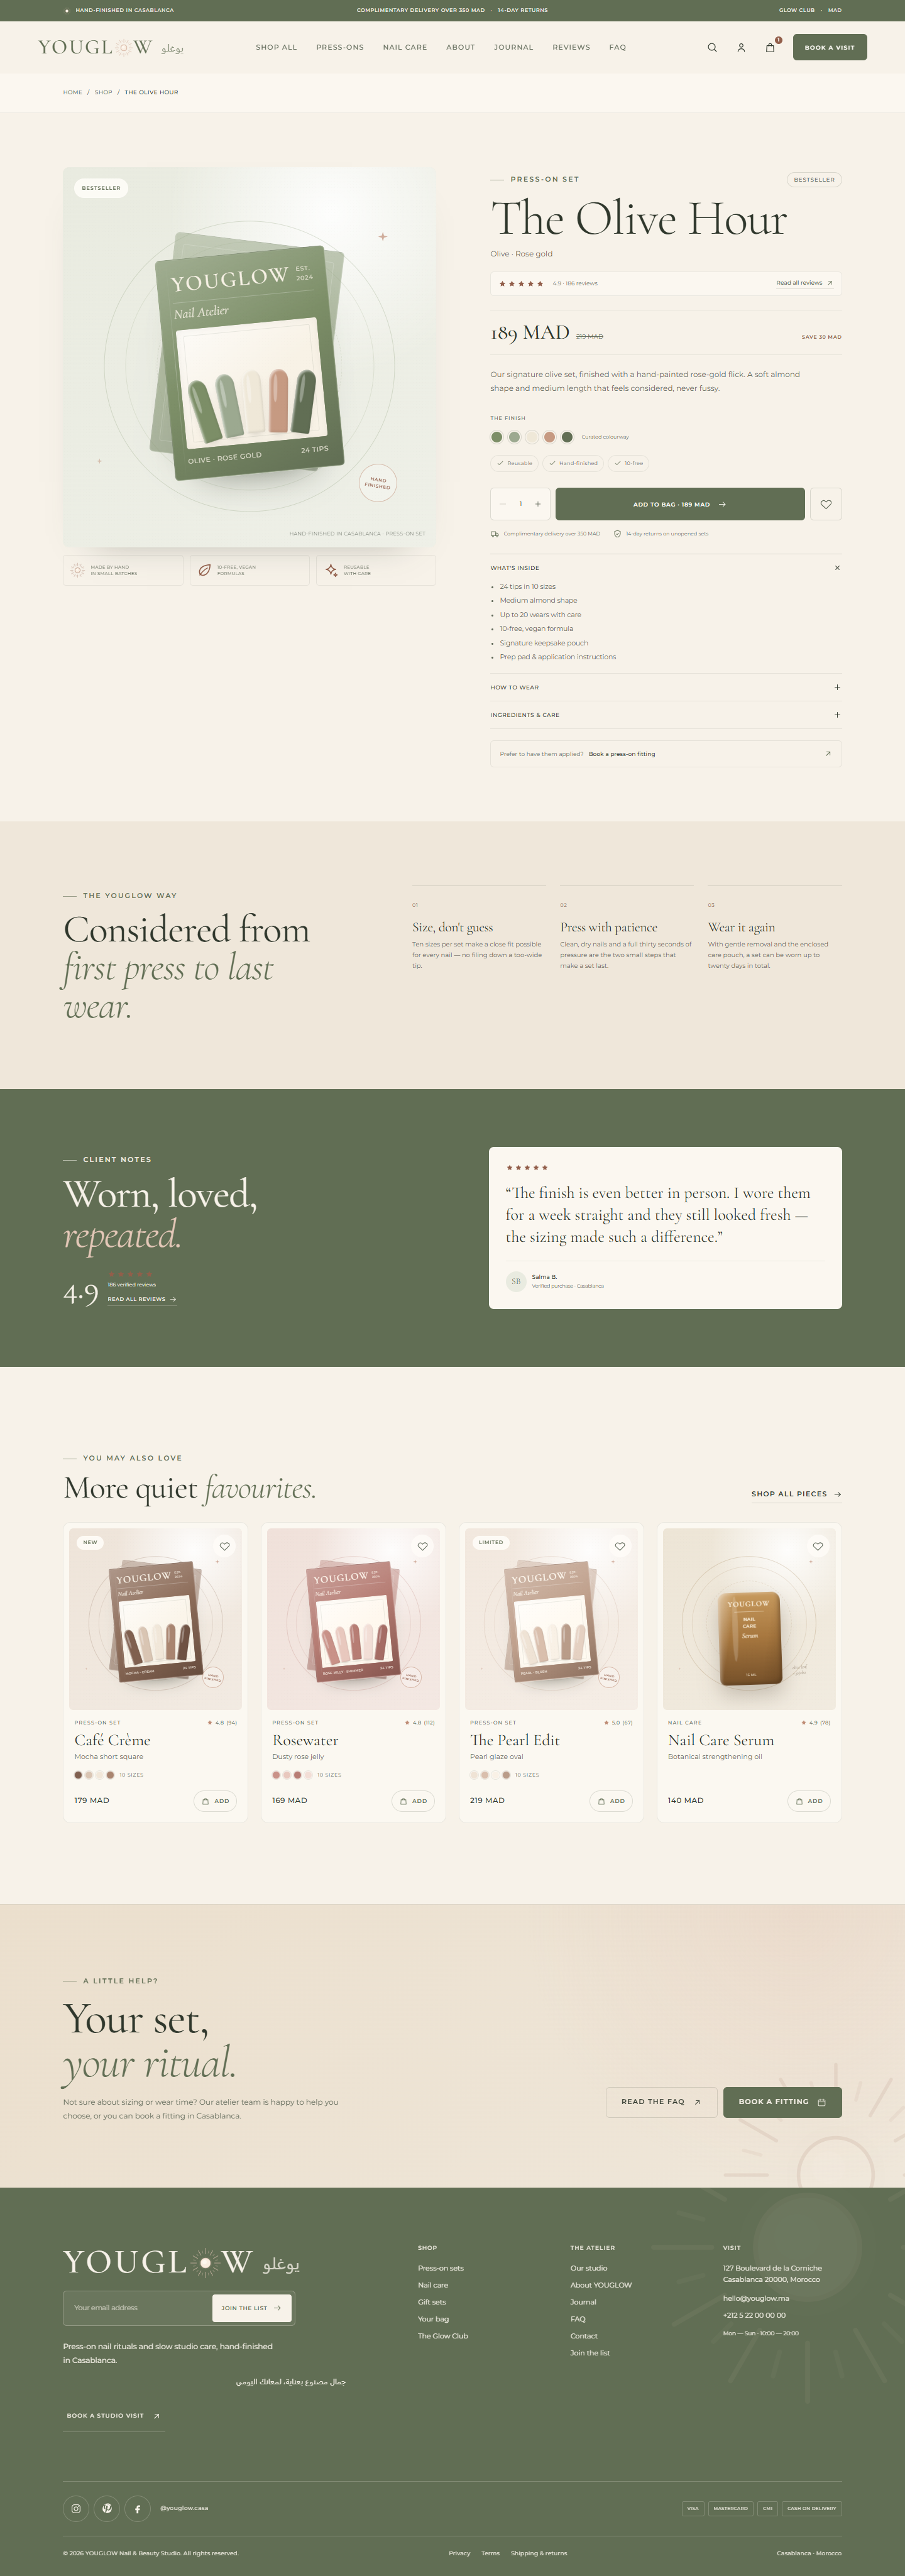 HAND-FINISHED IN CASABLANCA
COMPLIMENTARY DELIVERY OVER 350 MAD · 14-DAY RETURNS
GLOW CLUB · MAD
YOUGLOW يوغلو
SHOP ALL PRESS-ONS NAIL CARE ABOUT JOURNAL REVIEWS FAQ
1
BOOK A VISIT
HOME / SHOP / THE OLIVE HOUR
BESTSELLER
YOUGLOW EST. 2024
Nail Atelier
OLIVE · ROSE GOLD 24 TIPS
HAND FINISHED
HAND FINISHED IN CASABLANCA · PRESS-ON SET
MADE BY HAND
IN SMALL BATCHES
10-FREE, VEGAN
FORMULAS
REUSABLE
WITH CARE
PRESS-ON SET
BESTSELLER
The Olive Hour
Olive · Rose gold
4.9 · 186 reviews
Read all reviews
189 MAD 219 MAD
SAVE 30 MAD
Our signature olive set, finished with a hand-painted rose-gold flick. A soft almond
shape and medium length that feels considered, never fussy.
THE FINISH
Curated colourway
Reusable Hand-finished 10-free
1
ADD TO BAG · 189 MAD
Complimentary delivery over 350 MAD 14-day returns on unopened sets
WHAT'S INSIDE
24 tips in 10 sizes
Medium almond shape
Up to 20 wears with care
10-free, vegan formula
Signature keepsake pouch
Prep pad & application instructions
HOW TO WEAR
INGREDIENTS & CARE
Prefer to have them applied? Book a press-on fitting
THE YOUGLOW WAY
Considered from
first press to last
wear.
01
Size, don't guess
Ten sizes per set make a close fit possible
for every nail — no filing down a too-wide
tip.
02
Press with patience
Clean, dry nails and a full thirty seconds of
pressure are the two small steps that
make a set last.
03
Wear it again
With gentle removal and the enclosed
care pouch, a set can be worn up to
twenty days in total.
CLIENT NOTES
Worn, loved,
repeated.
4.9
186 verified reviews
READ ALL REVIEWS
“The finish is even better in person. I wore them
for a week straight and they still looked fresh —
the sizing made such a difference.”
SB
Salma B.
Verified purchase · Casablanca
YOU MAY ALSO LOVE
More quiet favourites.
SHOP ALL PIECES
NEW
YOUGLOW
Nail Atelier
MOCHA · CREAM 24 TIPS
PRESS-ON SET 4.8 (94)
Café Crème
Mocha short square
10 SIZES
179 MAD ADD
YOUGLOW
Nail Atelier
24 TIPS
PRESS-ON SET 4.8 (112)
Rosewater
Dusty rose jelly
10 SIZES
169 MAD ADD
LIMITED
YOUGLOW
Nail Atelier
PEARL · BLUSH 24 TIPS
PRESS-ON SET 5.0 (67)
The Pearl Edit
Pearl glaze oval
10 SIZES
219 MAD ADD
YOUGLOW
NAIL
CARE
Serum
NAIL CARE 4.9 (78)
Nail Care Serum
Botanical strengthening oil
140 MAD ADD
A LITTLE HELP?
Your set,
your ritual.
Not sure about sizing or wear time? Our atelier team is happy to help you
choose, or you can book a fitting in Casablanca.
READ THE FAQ
BOOK A FITTING
YOUGLOW يوغلو
Your email address
JOIN THE LIST
Press-on nail rituals and slow studio care, hand-finished
in Casablanca.
جمال مصنوع بعناية، لمعانك اليومي
BOOK A STUDIO VISIT
SHOP
Press-on sets
Nail care
Gift sets
Your bag
The Glow Club
THE ATELIER
Our studio
About YOUGLOW
Journal
FAQ
Contact
Join the list
VISIT
127 Boulevard de la Corniche
Casablanca 20000, Morocco
hello@youglow.ma
+212 5 22 00 00 00
Mon — Sun · 10:00 — 20:00
@youglow.casa
VISA MASTERCARD CMI CASH ON DELIVERY
© 2026 YOUGLOW Nail & Beauty Studio. All rights reserved.
Privacy Terms Shipping & returns
Casablanca · Morocco